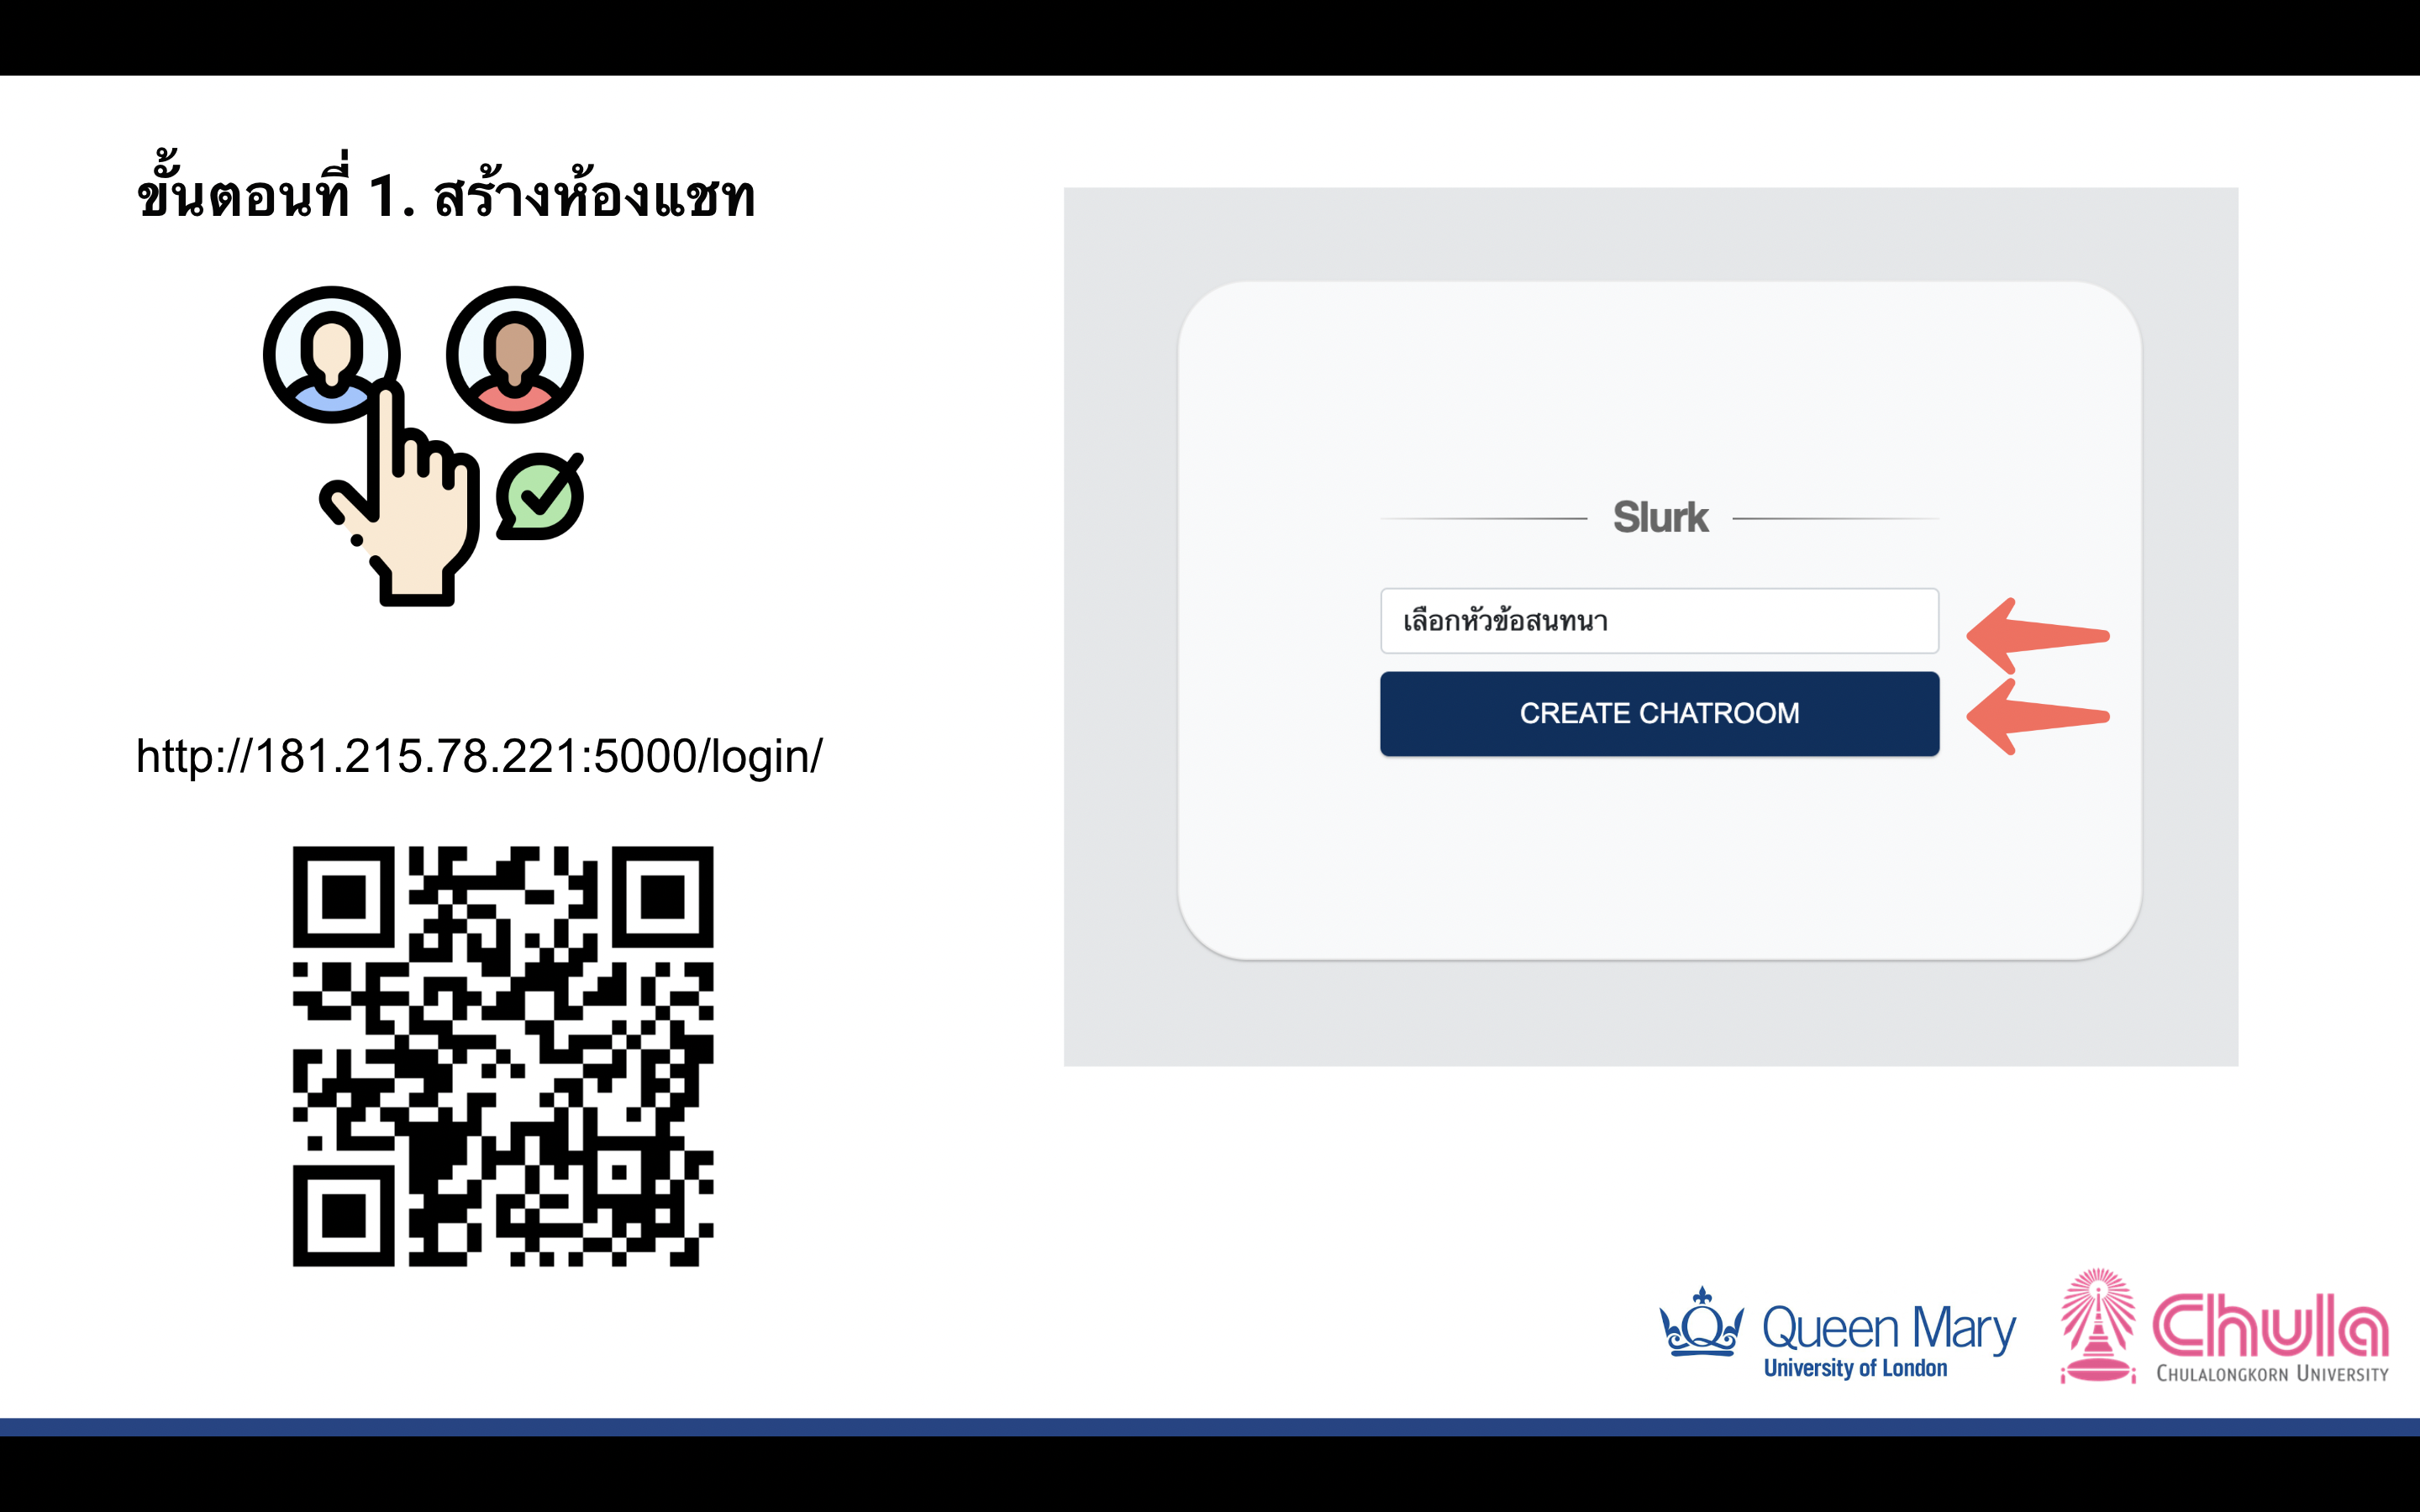 ขั้นตอนที่ 1. สร้างห้องแชท
http://181.215.78.221:5000/login/
Slurk
เลือกหัวข้อสนทนา
CREATE CHATROOM
Queen Mary
University of London
Chula
CHULALONGKORN UNIVERSITY